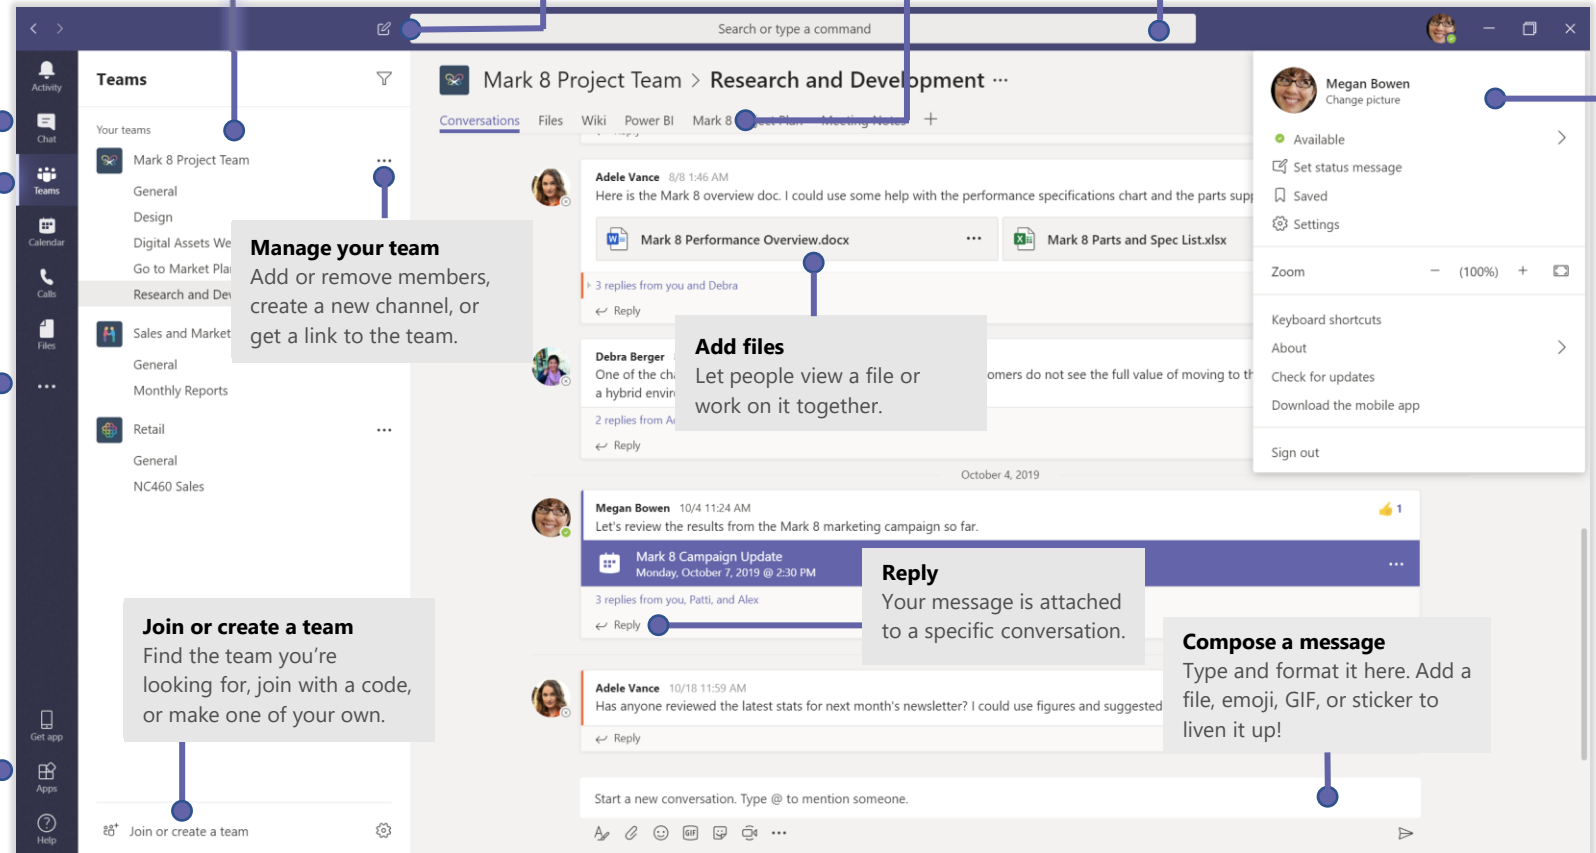 Search or type a command
Activity
Chat
Teams
Calendar
Calls
Files
Get app
Apps
Help
Teams
Your teams
Mark 8 Project Team
General
Design
Digital Assets We
Go to Market Pla
Research and De
Sales and Market
General
Monthly Reports
Retail
General
NC460 Sales
Join or create a team
Manage your team
Add or remove members,
create a new channel, or
get a link to the team.
Join or create a team
Find the team you're
looking for, join with a code,
or make one of your own.
Mark 8 Project Team > Research and Development
Conversations Files Wiki Power BI Mark 8 Project Plan Meeting Notes +
Adele Vance 8/8 1:46 AM
Here is the Mark 8 overview doc. I could use some help with the performance specifications chart and the parts sup
Mark 8 Performance Overview.docx
Mark 8 Parts and Spec List.xlsx
3 replies from you and Debra
Reply
Add files
Let people view a file or
work on it together.
Debra Berger
One of the cha omers do not see the full value of moving to th
a hybrid envir
2 replies from A
Reply
October 4, 2019
Megan Bowen 10/4 11:24 AM
Let's review the results from the Mark 8 marketing campaign so far.
👍 1
Mark 8 Campaign Update
Monday, October 7, 2019 @ 2:30 PM
3 replies from you, Patti, and Alex
Reply
Reply
Your message is attached
to a specific conversation.
Adele Vance 10/18 11:59 AM
Has anyone reviewed the latest stats for next month's newsletter? I could use figures and suggested
Reply
Compose a message
Type and format it here. Add a
file, emoji, GIF, or sticker to
liven it up!
Start a new conversation. Type @ to mention someone.
GIF
Megan Bowen
Change picture
Available
Set status message
Saved
Settings
Zoom − (100%) +
Keyboard shortcuts
About
Check for updates
Download the mobile app
Sign out